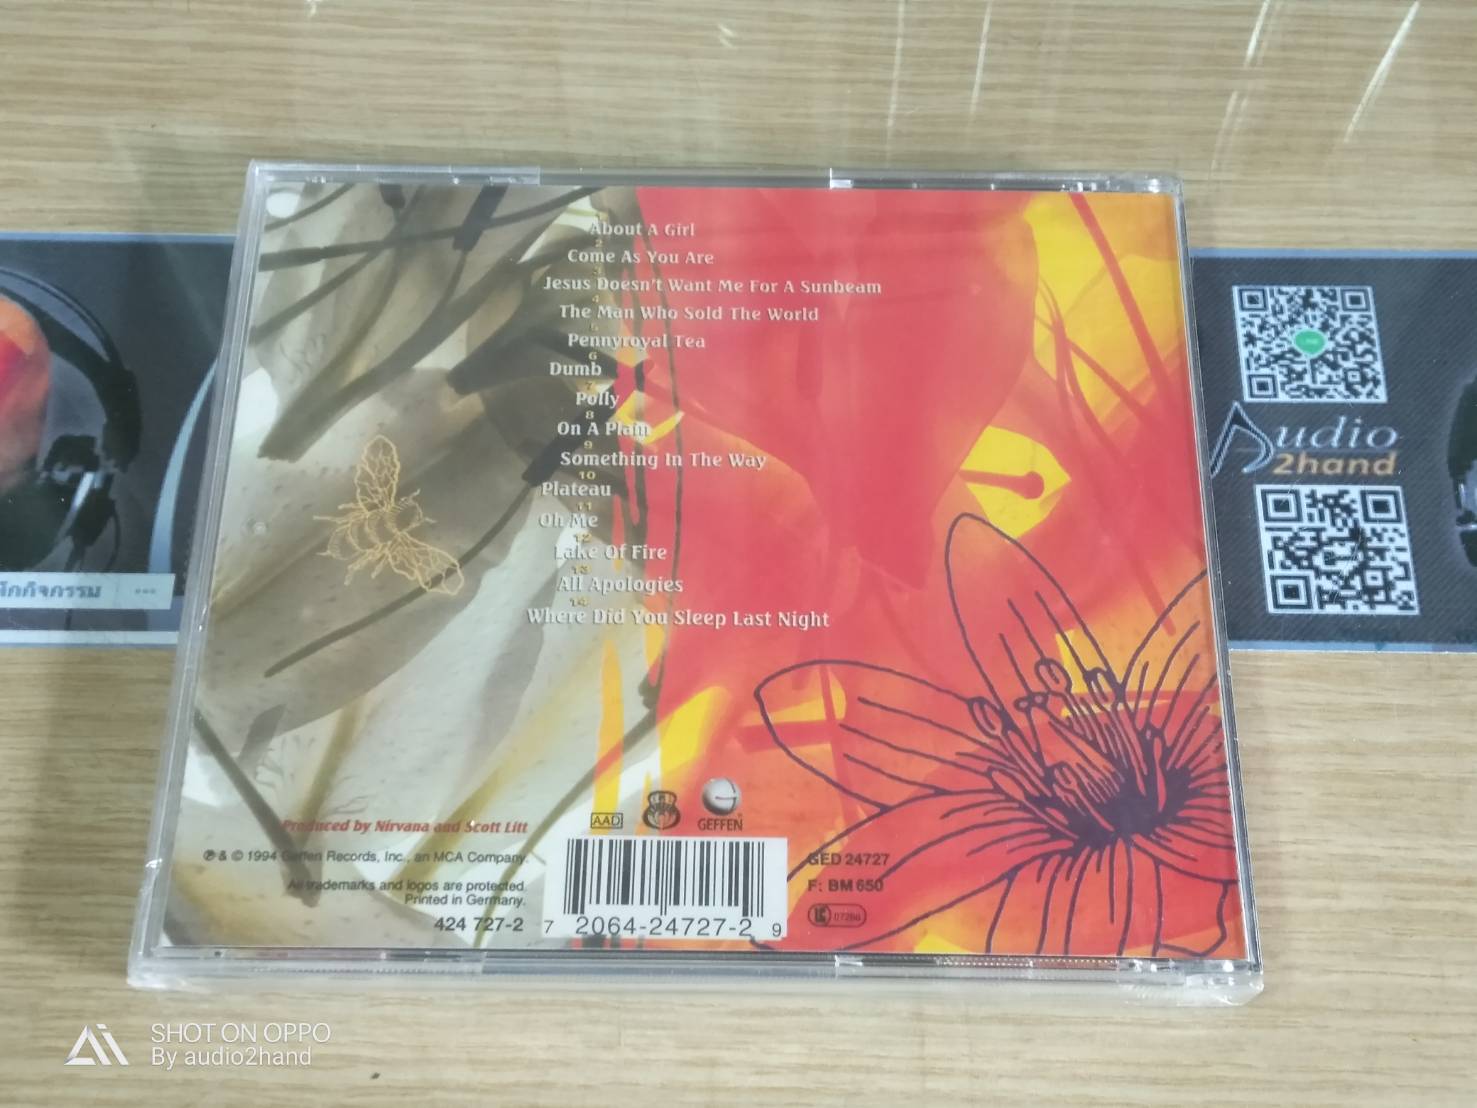 1
About A Girl
2
Come As You Are
3
Jesus Doesn't Want Me For A Sunbeam
4
The Man Who Sold The World
5
Pennyroyal Tea
6
Dumb
7
Polly
8
On A Plain
9
Something In The Way
10
Plateau
11
Oh Me
12
Lake Of Fire
13
All Apologies
14
Where Did You Sleep Last Night
Produced by Nirvana and Scott Litt
℗ & © 1994 Geffen Records, Inc., an MCA Company.
All trademarks and logos are protected.
Printed in Germany.
424 727-2
AAD
GEFFEN
7 2064-24727-2 9
GED 24727
F: BM 650
LC 07266
Audio
2hand
SHOT ON OPPO
By audio2hand